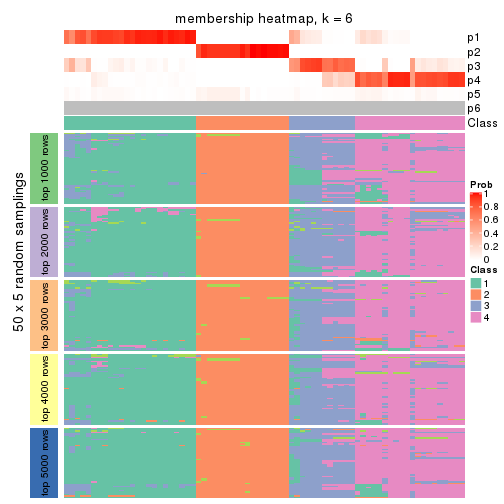 membership heatmap, k = 6
p1
p2
p3
p4
p5
p6
Class
50 x 5 random samplings
top 1000 rows
top 2000 rows
top 3000 rows
top 4000 rows
top 5000 rows
Prob
1
0.8
0.6
0.4
0.2
0
Class
1
2
3
4